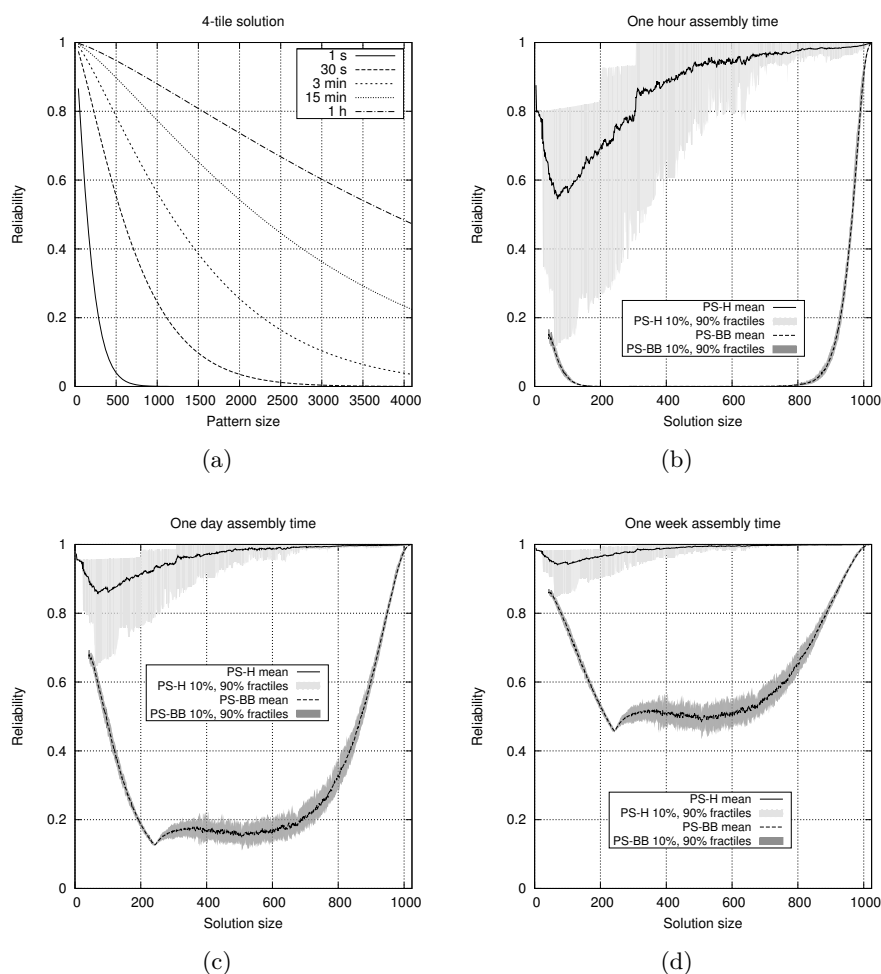 4-tile solution
1
0.8
0.6
0.4
0.2
0
Reliability
0 500 1000 1500 2000 2500 3000 3500 4000
Pattern size
1 s
30 s
3 min
15 min
1 h
(a)
One hour assembly time
1
0.8
0.6
0.4
0.2
0
Reliability
0 200 400 600 800 1000
Solution size
PS-H mean
PS-H 10%, 90% fractiles
PS-BB mean
PS-BB 10%, 90% fractiles
(b)
One day assembly time
1
0.8
0.6
0.4
0.2
0
Reliability
0 200 400 600 800 1000
Solution size
PS-H mean
PS-H 10%, 90% fractiles
PS-BB mean
PS-BB 10%, 90% fractiles
(c)
One week assembly time
1
0.8
0.6
0.4
0.2
0
Reliability
0 200 400 600 800 1000
Solution size
PS-H mean
PS-H 10%, 90% fractiles
PS-BB mean
PS-BB 10%, 90% fractiles
(d)